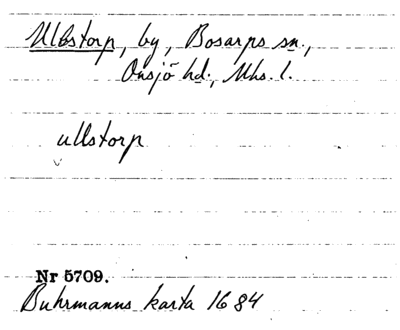 Ullstorp, by, Bosarps sn.,
Onsjö hd., Mhs. l.
ullstorp
Nr 5709.
Buhrmanns karta 1684